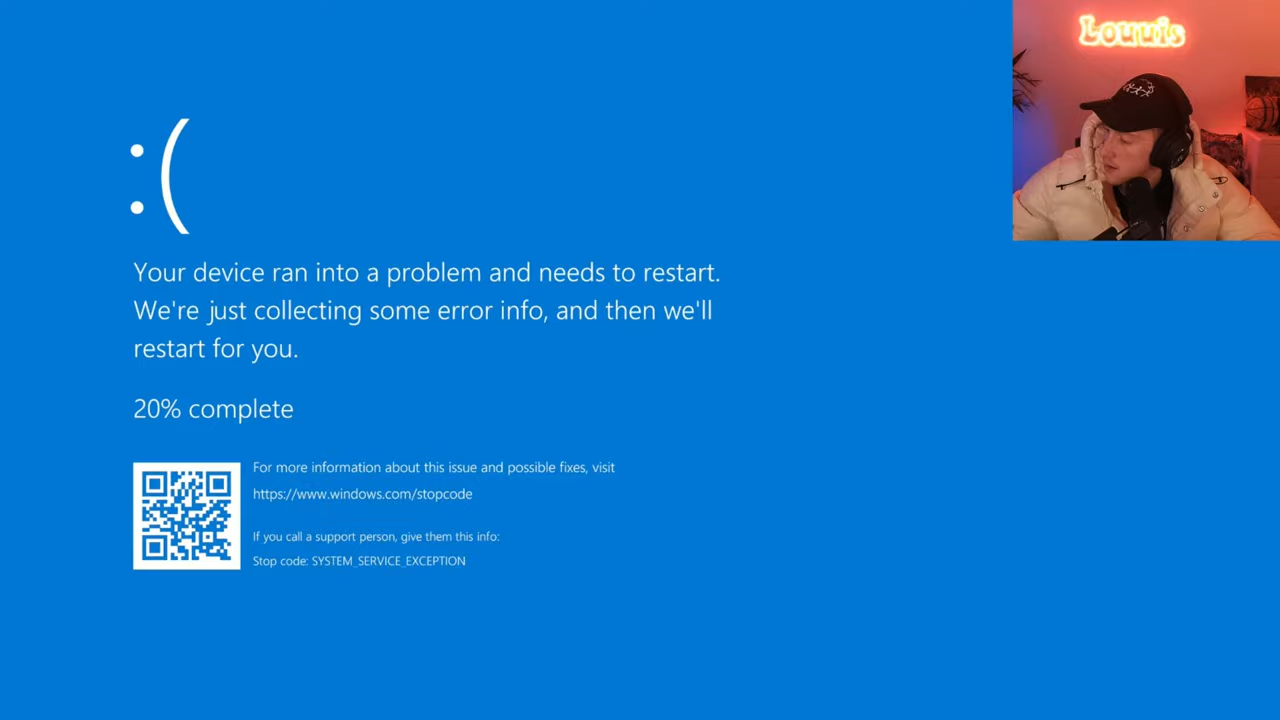 Louuis
:(
Your device ran into a problem and needs to restart.
We're just collecting some error info, and then we'll
restart for you.
20% complete
For more information about this issue and possible fixes, visit
https://www.windows.com/stopcode
If you call a support person, give them this info:
Stop code: SYSTEM_SERVICE_EXCEPTION